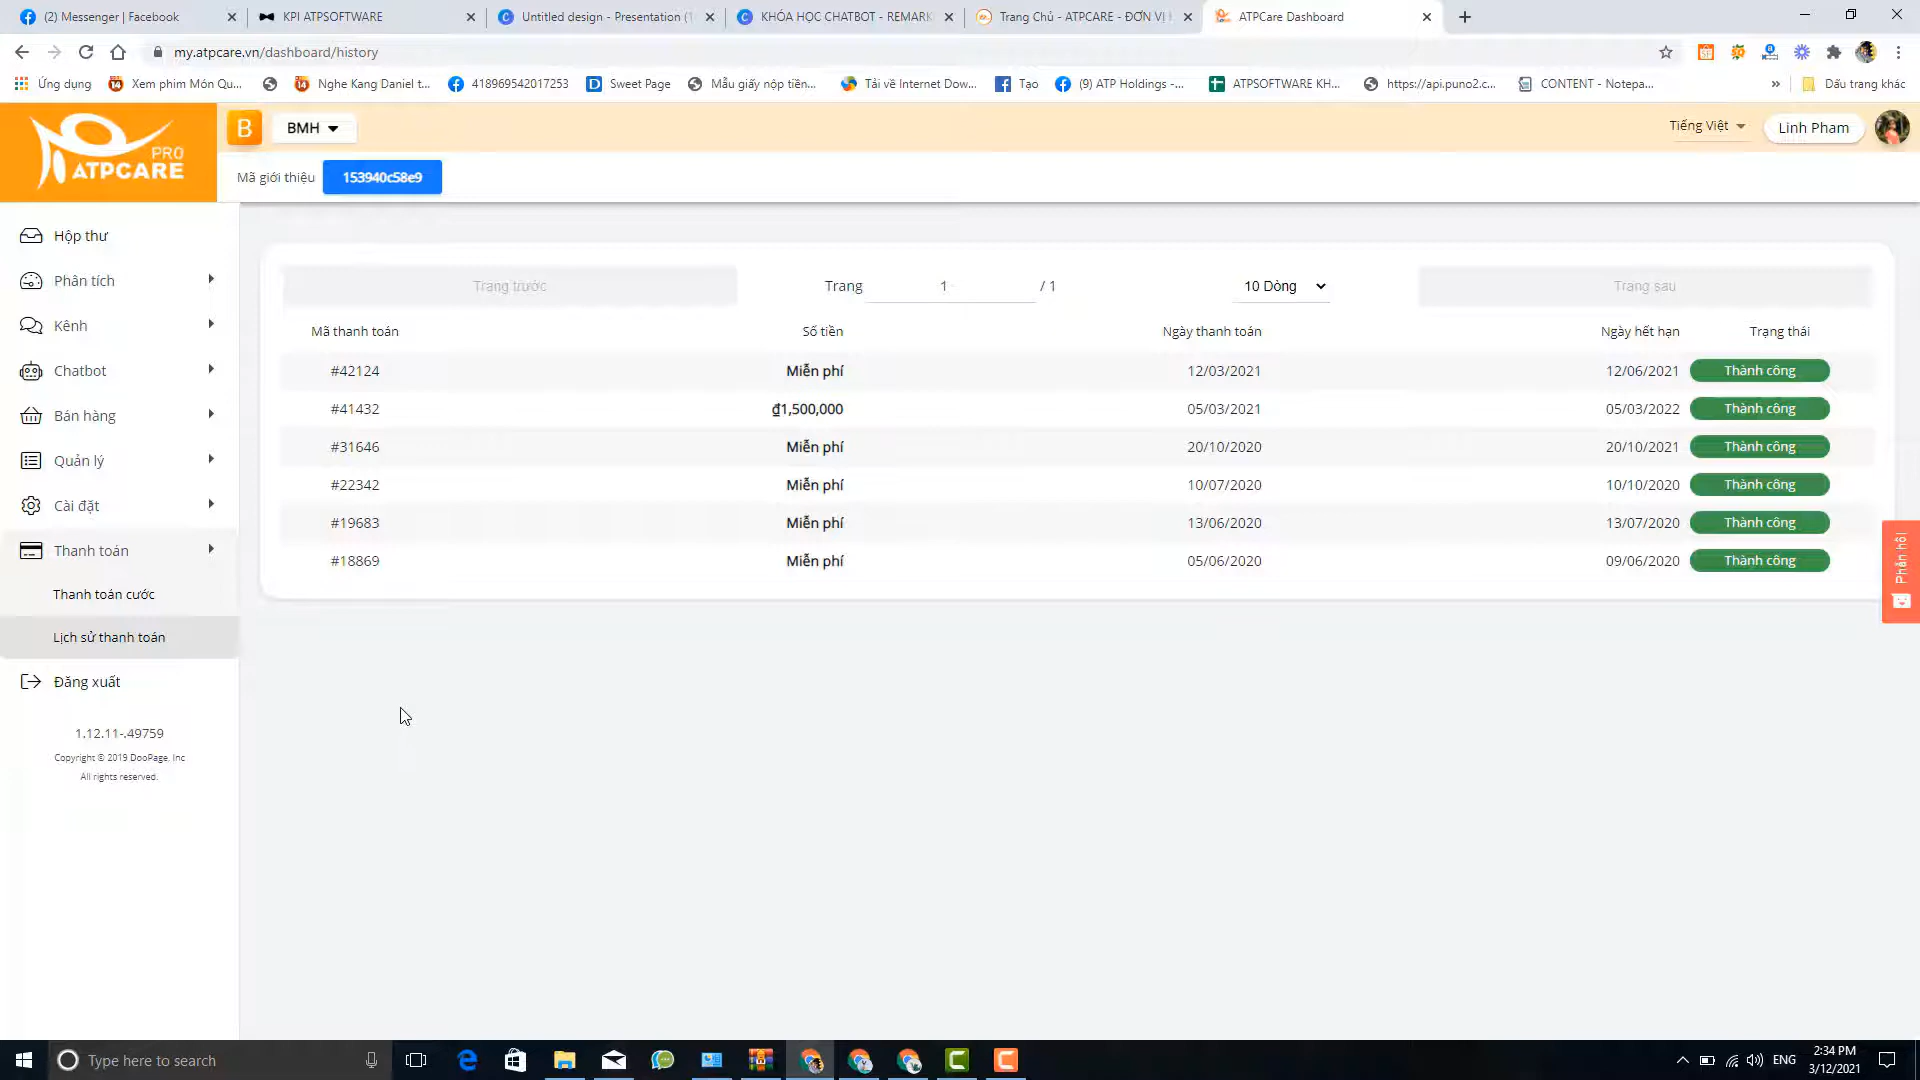 (2) Messenger | Facebook
KPI ATPSOFTWARE
Untitled design - Presentation (1
KHÓA HỌC CHATBOT - REMARK
Trang Chủ - ATPCARE - ĐƠN VỊ
ATPCare Dashboard
my.atpcare.vn/dashboard/history
Ứng dụng
Xem phim Món Qu...
Nghe Kang Daniel t...
418969542017253
Sweet Page
Mẫu giấy nộp tiền...
Tải về Internet Dow...
Tạo
(9) ATP Holdings -...
ATPSOFTWARE KH...
https://api.puno2.c...
CONTENT - Notepa...
»
Dấu trang khác
PRO
ATPCARE
B
BMH
Tiếng Việt
Linh Pham
Mã giới thiệu
153940c58e9
Hộp thư
Phân tích
Kênh
Chatbot
Bán hàng
Quản lý
Cài đặt
Thanh toán
Thanh toán cước
Lịch sử thanh toán
Đăng xuất
1.12.11-.49759
Copyright © 2019 DooPage, Inc
All rights reserved.
Trang trước
Trang 1 / 1
10 Dòng
Trang sau
Mã thanh toán Số tiền Ngày thanh toán Ngày hết hạn Trạng thái
#42124 Miễn phí 12/03/2021 12/06/2021 Thành công
#41432 ₫1,500,000 05/03/2021 05/03/2022 Thành công
#31646 Miễn phí 20/10/2020 20/10/2021 Thành công
#22342 Miễn phí 10/07/2020 10/10/2020 Thành công
#19683 Miễn phí 13/06/2020 13/07/2020 Thành công
#18869 Miễn phí 05/06/2020 09/06/2020 Thành công
Phản hồi
Type here to search
ENG
2:34 PM
3/12/2021